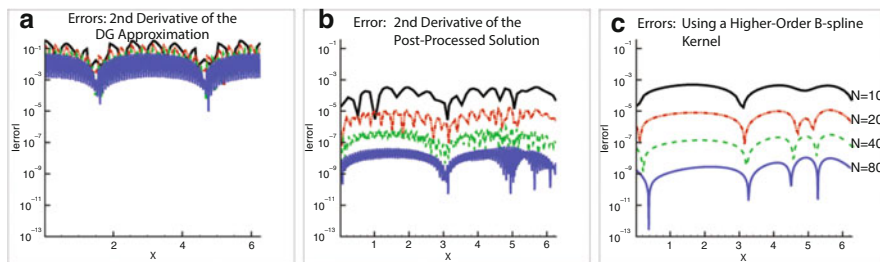 a Errors: 2nd Derivative of the
DG Approximation
10⁻¹
10⁻³
10⁻⁵
10⁻⁷
10⁻⁹
10⁻¹¹
10⁻¹³
|error|
2
4
6
X
b Error: 2nd Derivative of the
Post-Processed Solution
10⁻¹
10⁻³
10⁻⁵
10⁻⁷
10⁻⁹
10⁻¹¹
10⁻¹³
|error|
1
2
3
4
5
6
X
c Errors: Using a Higher-Order B-spline
Kernel
10⁻¹
10⁻³
10⁻⁵
10⁻⁷
10⁻⁹
10⁻¹¹
10⁻¹³
|error|
N=10
N=20
N=40
N=80
0
1
2
3
4
5
6
X